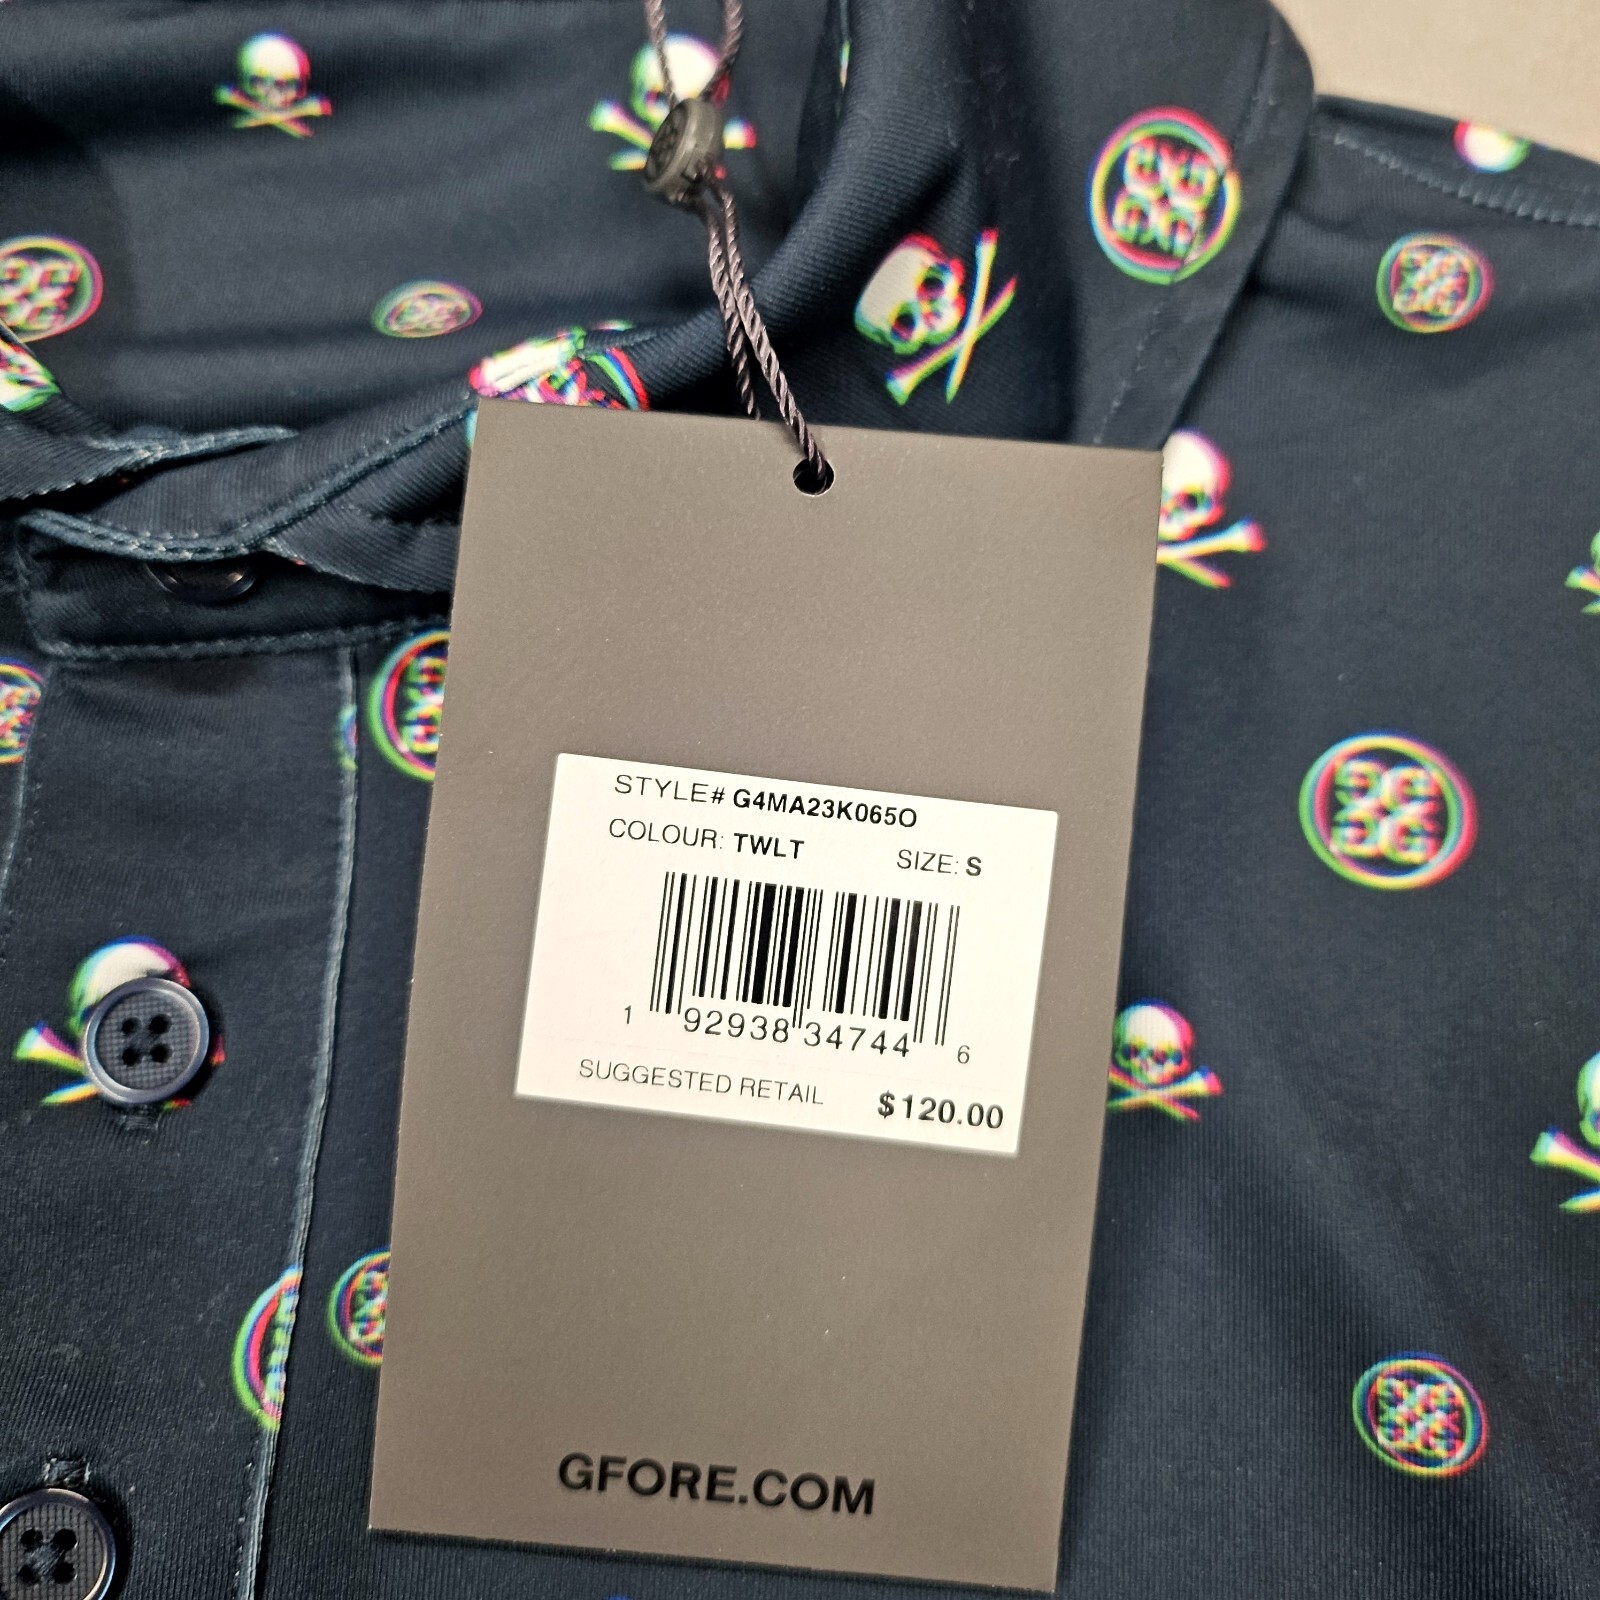 STYLE# G4MA23K065O
COLOUR: TWLT SIZE: S
1 92938 34744 6
SUGGESTED RETAIL $120.00
GFORE.COM